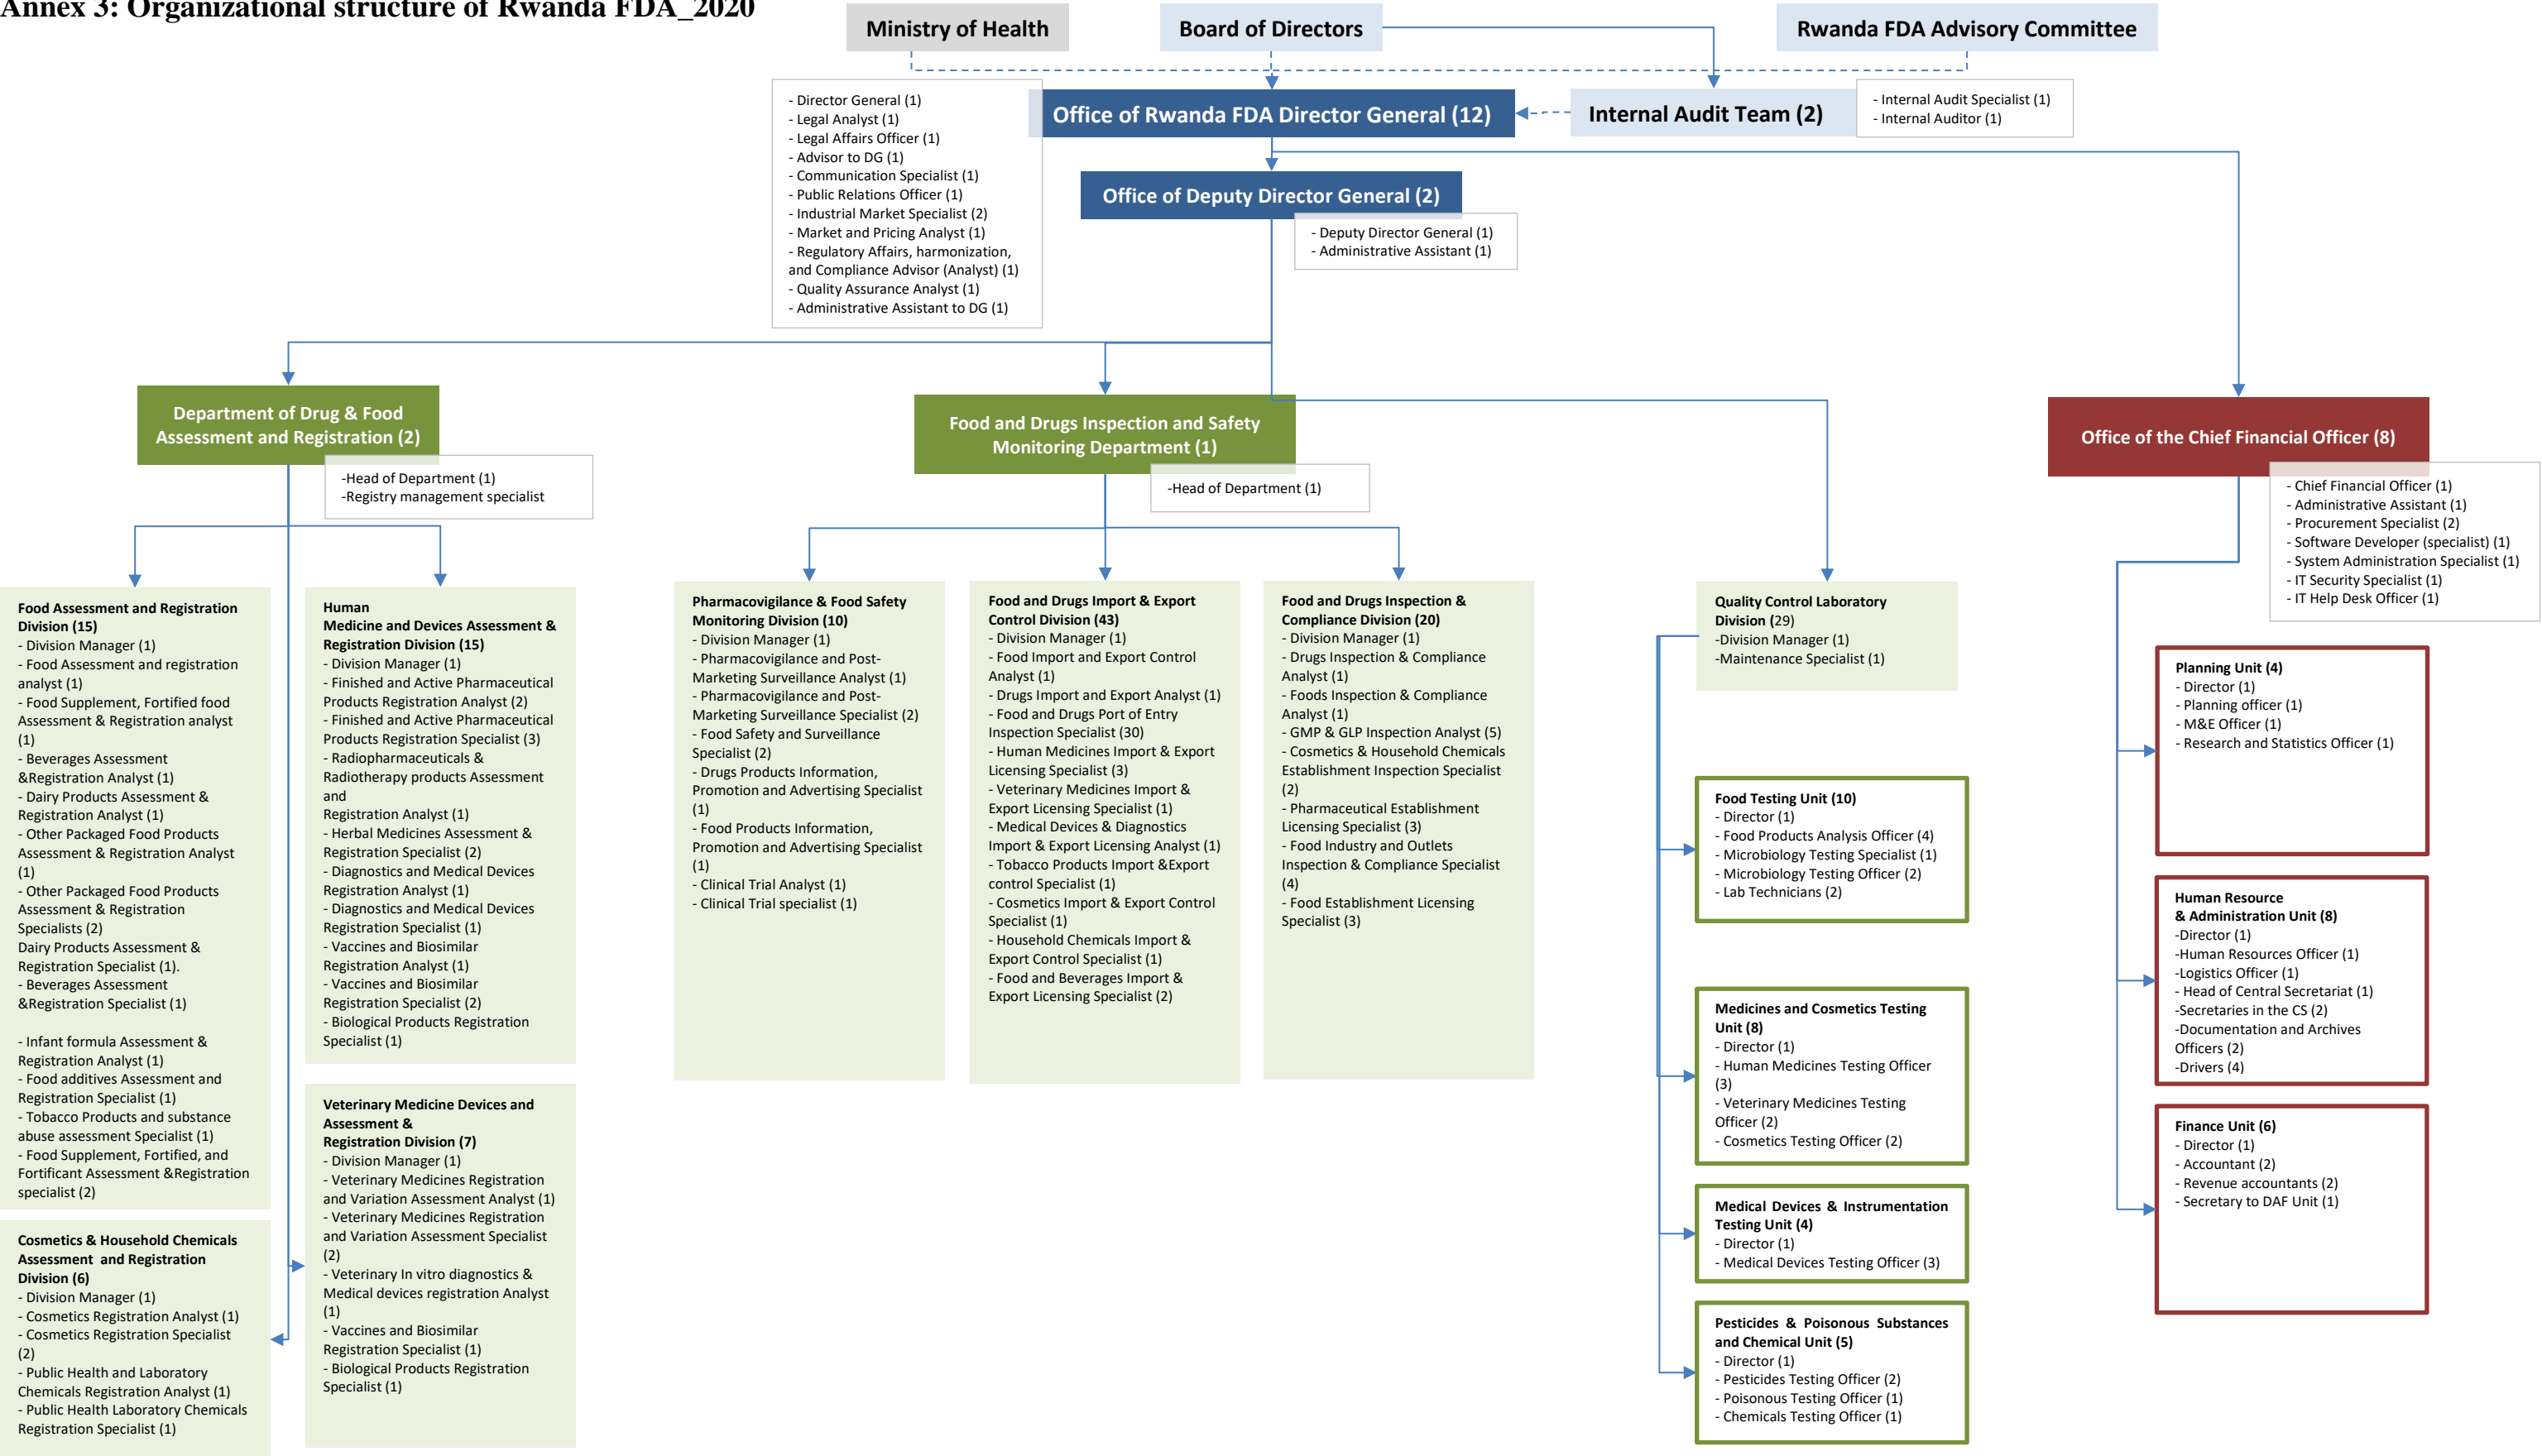 Annex 3: Organizational structure of Rwanda FDA_2020
Ministry of Health
Board of Directors
Rwanda FDA Advisory Committee
- Director General (1)
- Legal Analyst (1)
- Legal Affairs Officer (1)
- Advisor to DG (1)
- Communication Specialist (1)
- Public Relations Officer (1)
- Industrial Market Specialist (2)
- Market and Pricing Analyst (1)
- Regulatory Affairs, harmonization,
and Compliance Advisor (Analyst) (1)
- Quality Assurance Analyst (1)
- Administrative Assistant to DG (1)
Office of Rwanda FDA Director General (12)
Internal Audit Team (2)
- Internal Audit Specialist (1)
- Internal Auditor (1)
Office of Deputy Director General (2)
- Deputy Director General (1)
- Administrative Assistant (1)
Department of Drug & Food
Assessment and Registration (2)
-Head of Department (1)
-Registry management specialist
Food and Drugs Inspection and Safety
Monitoring Department (1)
-Head of Department (1)
Office of the Chief Financial Officer (8)
- Chief Financial Officer (1)
- Administrative Assistant (1)
- Procurement Specialist (2)
- Software Developer (specialist) (1)
- System Administration Specialist (1)
- IT Security Specialist (1)
- IT Help Desk Officer (1)
Food Assessment and Registration
Division (15)
- Division Manager (1)
- Food Assessment and registration
analyst (1)
- Food Supplement, Fortified food
Assessment & Registration analyst
(1)
- Beverages Assessment
&Registration Analyst (1)
- Dairy Products Assessment &
Registration Analyst (1)
- Other Packaged Food Products
Assessment & Registration Analyst
(1)
- Other Packaged Food Products
Assessment & Registration
Specialists (2)
Dairy Products Assessment &
Registration Specialist (1).
- Beverages Assessment
&Registration Specialist (1)
- Infant formula Assessment &
Registration Analyst (1)
- Food additives Assessment and
Registration Specialist (1)
- Tobacco Products and substance
abuse assessment Specialist (1)
- Food Supplement, Fortified, and
Fortificant Assessment &Registration
specialist (2)
Cosmetics & Household Chemicals
Assessment and Registration
Division (6)
- Division Manager (1)
- Cosmetics Registration Analyst (1)
- Cosmetics Registration Specialist
(2)
- Public Health and Laboratory
Chemicals Registration Analyst (1)
- Public Health Laboratory Chemicals
Registration Specialist (1)
Human
Medicine and Devices Assessment &
Registration Division (15)
- Division Manager (1)
- Finished and Active Pharmaceutical
Products Registration Analyst (2)
- Finished and Active Pharmaceutical
Products Registration Specialist (3)
- Radiopharmaceuticals &
Radiotherapy products Assessment
and
Registration Analyst (1)
- Herbal Medicines Assessment &
Registration Specialist (2)
- Diagnostics and Medical Devices
Registration Analyst (1)
- Diagnostics and Medical Devices
Registration Specialist (1)
- Vaccines and Biosimilar
Registration Analyst (1)
- Vaccines and Biosimilar
Registration Specialist (2)
- Biological Products Registration
Specialist (1)
Veterinary Medicine Devices and
Assessment &
Registration Division (7)
- Division Manager (1)
- Veterinary Medicines Registration
and Variation Assessment Analyst (1)
- Veterinary Medicines Registration
and Variation Assessment Specialist
(2)
- Veterinary In vitro diagnostics &
Medical devices registration Analyst
(1)
- Vaccines and Biosimilar
Registration Specialist (1)
- Biological Products Registration
Specialist (1)
Pharmacovigilance & Food Safety
Monitoring Division (10)
- Division Manager (1)
- Pharmacovigilance and Post-
Marketing Surveillance Analyst (1)
- Pharmacovigilance and Post-
Marketing Surveillance Specialist (2)
- Food Safety and Surveillance
Specialist (2)
- Drugs Products Information,
Promotion and Advertising Specialist
(1)
- Food Products Information,
Promotion and Advertising Specialist
(1)
- Clinical Trial Analyst (1)
- Clinical Trial specialist (1)
Food and Drugs Import & Export
Control Division (43)
- Division Manager (1)
- Food Import and Export Control
Analyst (1)
- Drugs Import and Export Analyst (1)
- Food and Drugs Port of Entry
Inspection Specialist (30)
- Human Medicines Import & Export
Licensing Specialist (3)
- Veterinary Medicines Import &
Export Licensing Specialist (1)
- Medical Devices & Diagnostics
Import & Export Licensing Analyst (1)
- Tobacco Products Import &Export
control Specialist (1)
- Cosmetics Import & Export Control
Specialist (1)
- Household Chemicals Import &
Export Control Specialist (1)
- Food and Beverages Import &
Export Licensing Specialist (2)
Food and Drugs Inspection &
Compliance Division (20)
- Division Manager (1)
- Drugs Inspection & Compliance
Analyst (1)
- Foods Inspection & Compliance
Analyst (1)
- GMP & GLP Inspection Analyst (5)
- Cosmetics & Household Chemicals
Establishment Inspection Specialist
(2)
- Pharmaceutical Establishment
Licensing Specialist (3)
- Food Industry and Outlets
Inspection & Compliance Specialist
(4)
- Food Establishment Licensing
Specialist (3)
Quality Control Laboratory
Division (29)
-Division Manager (1)
-Maintenance Specialist (1)
Food Testing Unit (10)
- Director (1)
- Food Products Analysis Officer (4)
- Microbiology Testing Specialist (1)
- Microbiology Testing Officer (2)
- Lab Technicians (2)
Medicines and Cosmetics Testing
Unit (8)
- Director (1)
- Human Medicines Testing Officer
(3)
- Veterinary Medicines Testing
Officer (2)
- Cosmetics Testing Officer (2)
Medical Devices & Instrumentation
Testing Unit (4)
- Director (1)
- Medical Devices Testing Officer (3)
Pesticides & Poisonous Substances
and Chemical Unit (5)
- Director (1)
- Pesticides Testing Officer (2)
- Poisonous Testing Officer (1)
- Chemicals Testing Officer (1)
Planning Unit (4)
- Director (1)
- Planning officer (1)
- M&E Officer (1)
- Research and Statistics Officer (1)
Human Resource
& Administration Unit (8)
-Director (1)
-Human Resources Officer (1)
-Logistics Officer (1)
- Head of Central Secretariat (1)
-Secretaries in the CS (2)
-Documentation and Archives
Officers (2)
-Drivers (4)
Finance Unit (6)
- Director (1)
- Accountant (2)
- Revenue accountants (2)
- Secretary to DAF Unit (1)